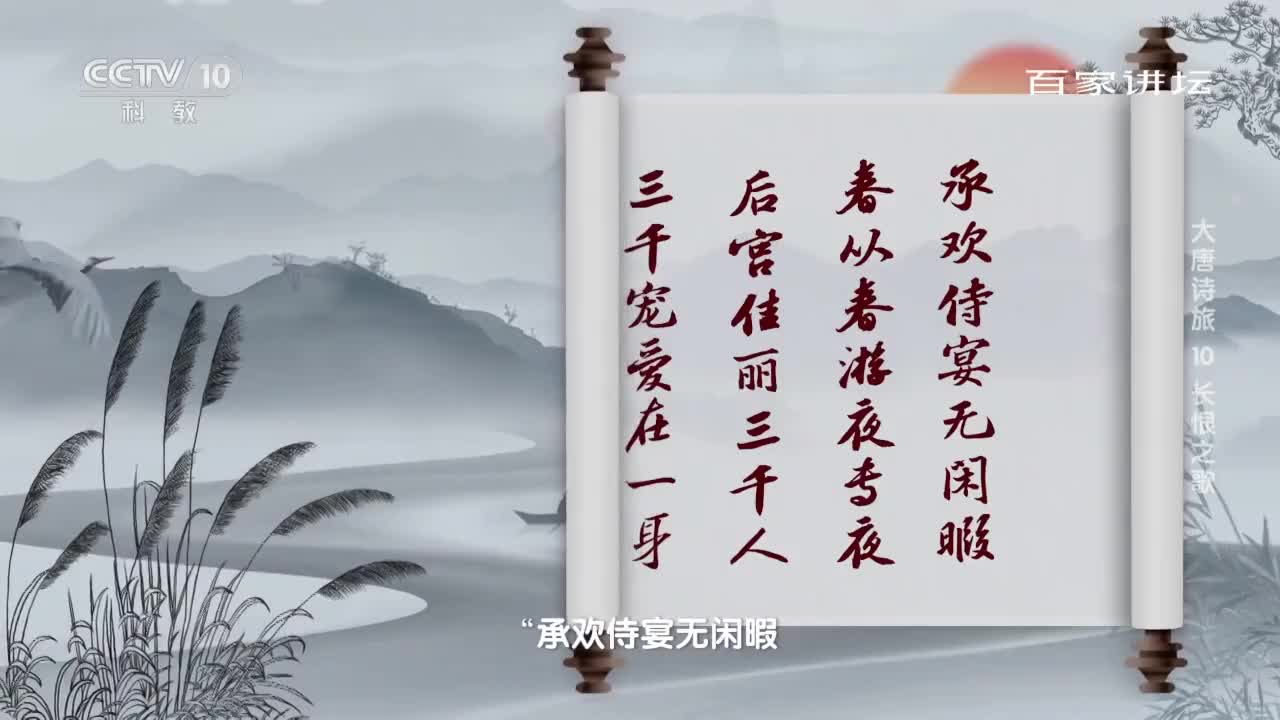 CCTV 10
科教
百家讲坛
承欢侍宴无闲暇
春从春游夜专夜
后宫佳丽三千人
三千宠爱在一身
大唐诗旅 10 长恨之歌
“承欢侍宴无闲暇